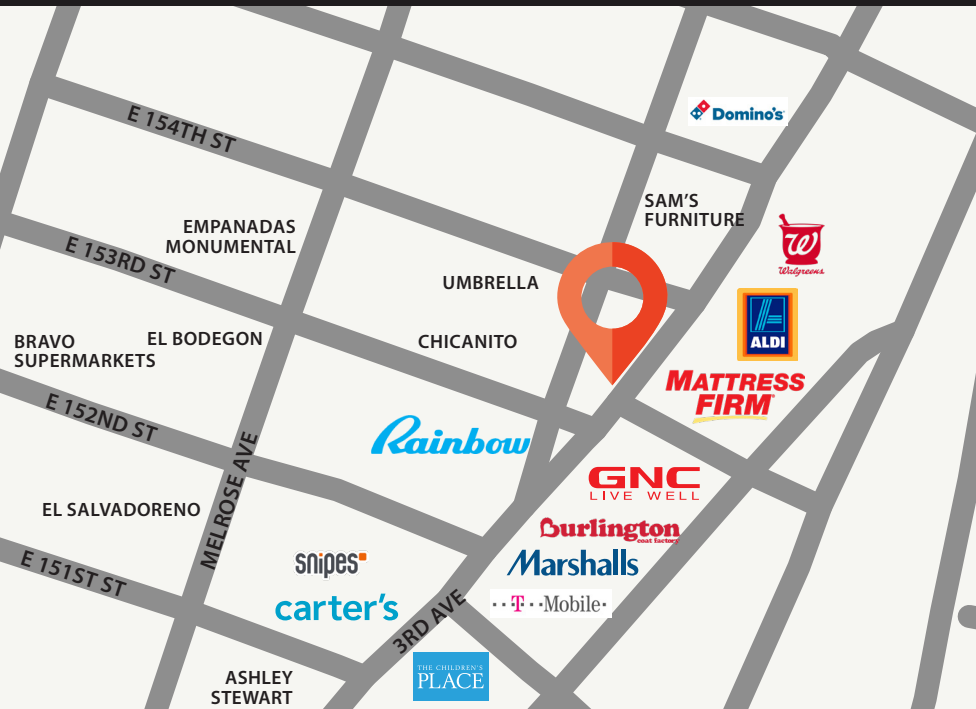 E 154TH ST
Domino's
SAM'S
FURNITURE
EMPANADAS
MONUMENTAL
E 153RD ST
Walgreens
UMBRELLA
ALDI
BRAVO
SUPERMARKETS
EL BODEGON
CHICANITO
MATTRESS
FIRM
E 152ND ST
Rainbow
MELROSE AVE
GNC
LIVE WELL
EL SALVADORENO
Burlington
coat factory
Marshalls
snipes
E 151ST ST
carter's
T Mobile
3RD AVE
THE CHILDREN'S
PLACE
ASHLEY
STEWART